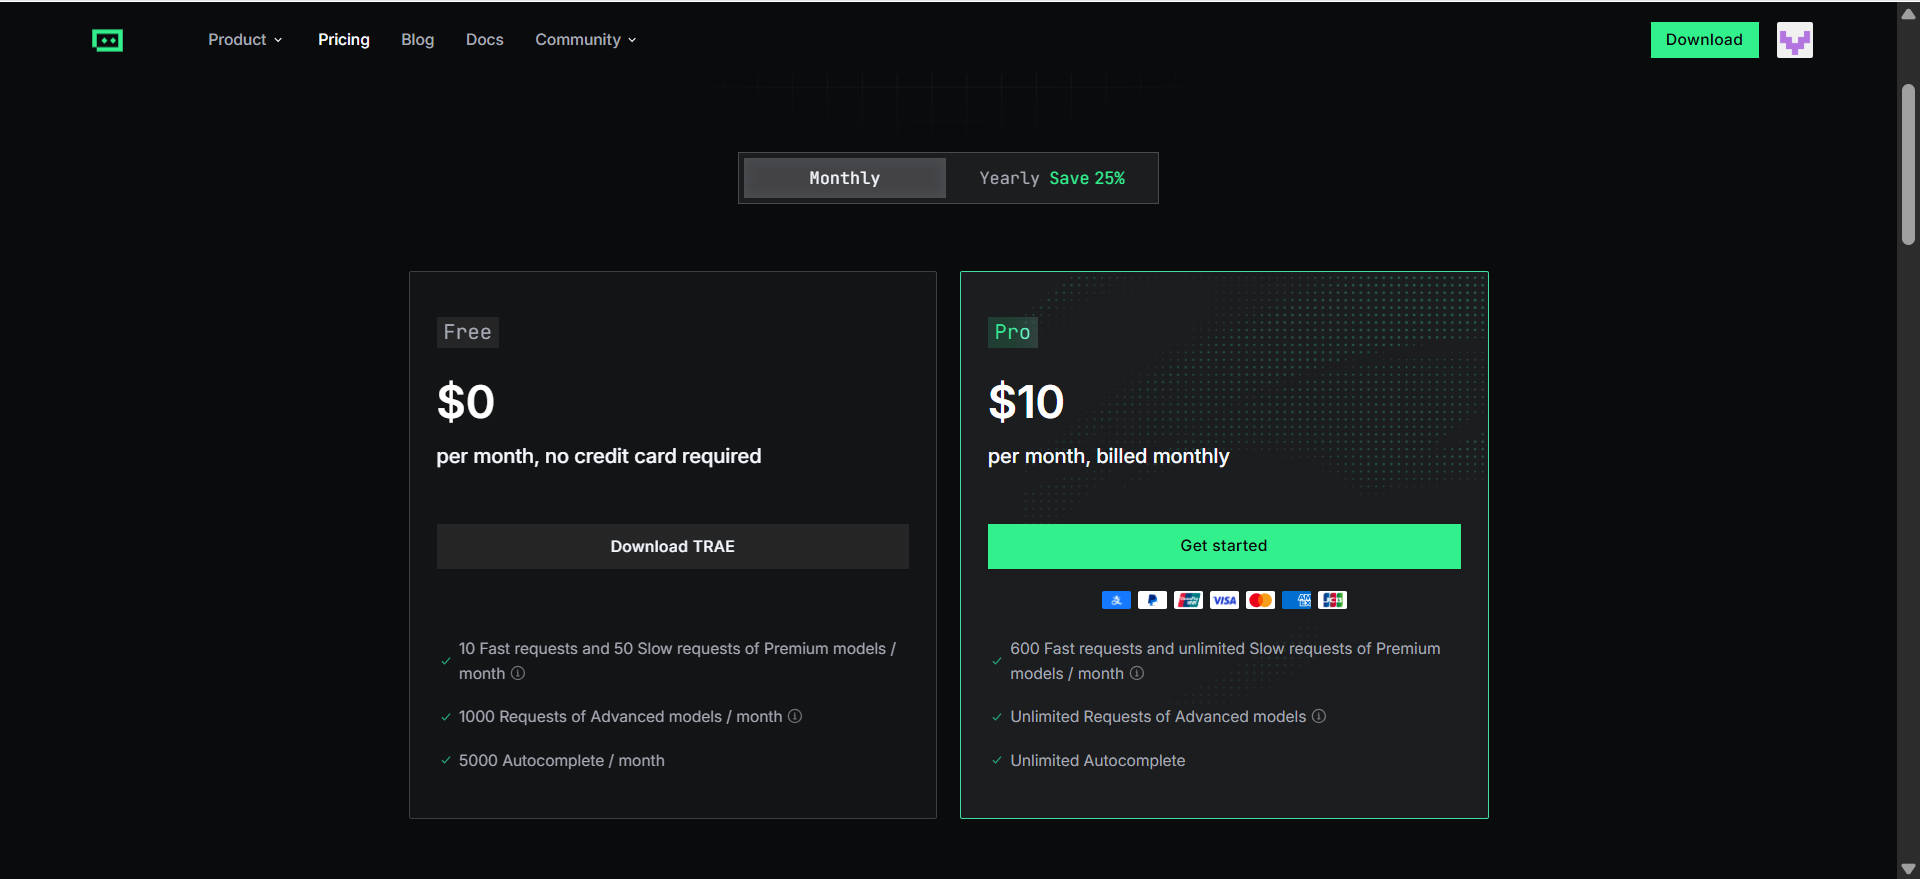 Product
Pricing
Blog
Docs
Community
Download
Monthly
Yearly Save 25%
Free
$0
per month, no credit card required
Download TRAE
10 Fast requests and 50 Slow requests of Premium models /
month
1000 Requests of Advanced models / month
5000 Autocomplete / month
Pro
$10
per month, billed monthly
Get started
VISA
600 Fast requests and unlimited Slow requests of Premium
models / month
Unlimited Requests of Advanced models
Unlimited Autocomplete